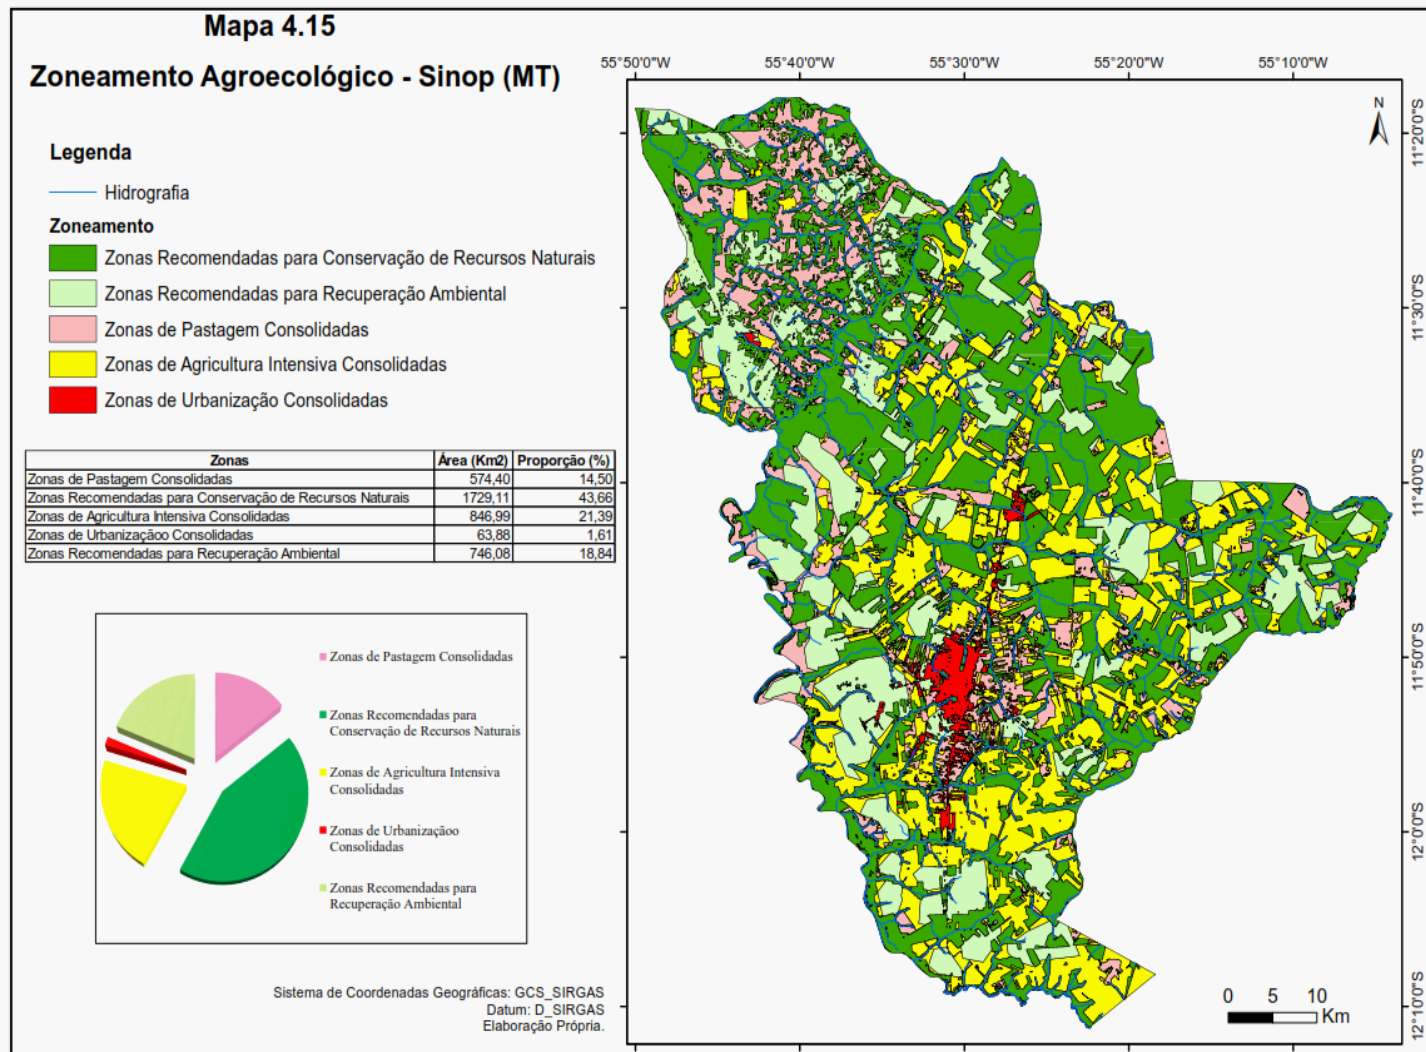 Mapa 4.15
Zoneamento Agroecológico - Sinop (MT)
Legenda
Hidrografia
Zoneamento
Zonas Recomendadas para Conservação de Recursos Naturais
Zonas Recomendadas para Recuperação Ambiental
Zonas de Pastagem Consolidadas
Zonas de Agricultura Intensiva Consolidadas
Zonas de Urbanização Consolidadas
Zonas Área (Km2) Proporção (%)
Zonas de Pastagem Consolidadas 574,40 14,50
Zonas Recomendadas para Conservação de Recursos Naturais 1729,11 43,66
Zonas de Agricultura Intensiva Consolidadas 846,99 21,39
Zonas de Urbanizaçãoo Consolidadas 63,88 1,61
Zonas Recomendadas para Recuperação Ambiental 746,08 18,84
Zonas de Pastagem Consolidadas
Zonas Recomendadas para
Conservação de Recursos Naturais
Zonas de Agricultura Intensiva
Consolidadas
Zonas de Urbanizaçãoo
Consolidadas
Zonas Recomendadas para
Recuperação Ambiental
Sistema de Coordenadas Geográficas: GCS_SIRGAS
Datum: D_SIRGAS
Elaboração Própria.
55°50'0"W 55°40'0"W 55°30'0"W 55°20'0"W 55°10'0"W
N
11°20'0"S
11°30'0"S
11°40'0"S
11°50'0"S
12°0'0"S
12°10'0"S
0 5 10
Km